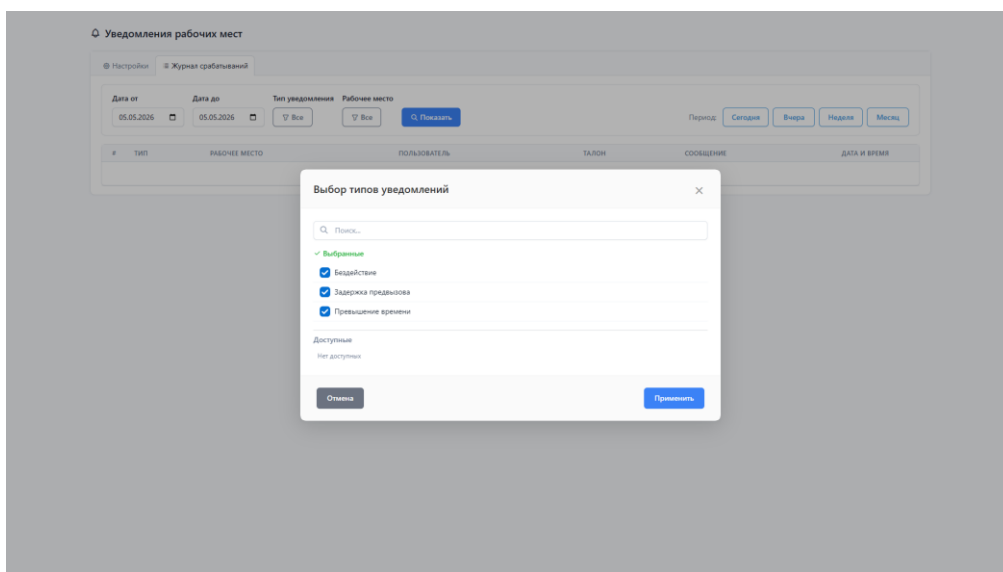 Уведомления рабочих мест
Настройки Журнал срабатываний
Дата от Дата до Тип уведомления Рабочее место
05.05.2026 05.05.2026 Все Все Показать Период: Сегодня Вчера Неделя Месяц
# ТИП РАБОЧЕЕ МЕСТО ПОЛЬЗОВАТЕЛЬ ТАЛОН СООБЩЕНИЕ ДАТА И ВРЕМЯ
Выбор типов уведомлений
Поиск...
Выбранные
Бездействие
Задержка предвызова
Превышение времени
Доступные
Нет доступных
Отмена Применить